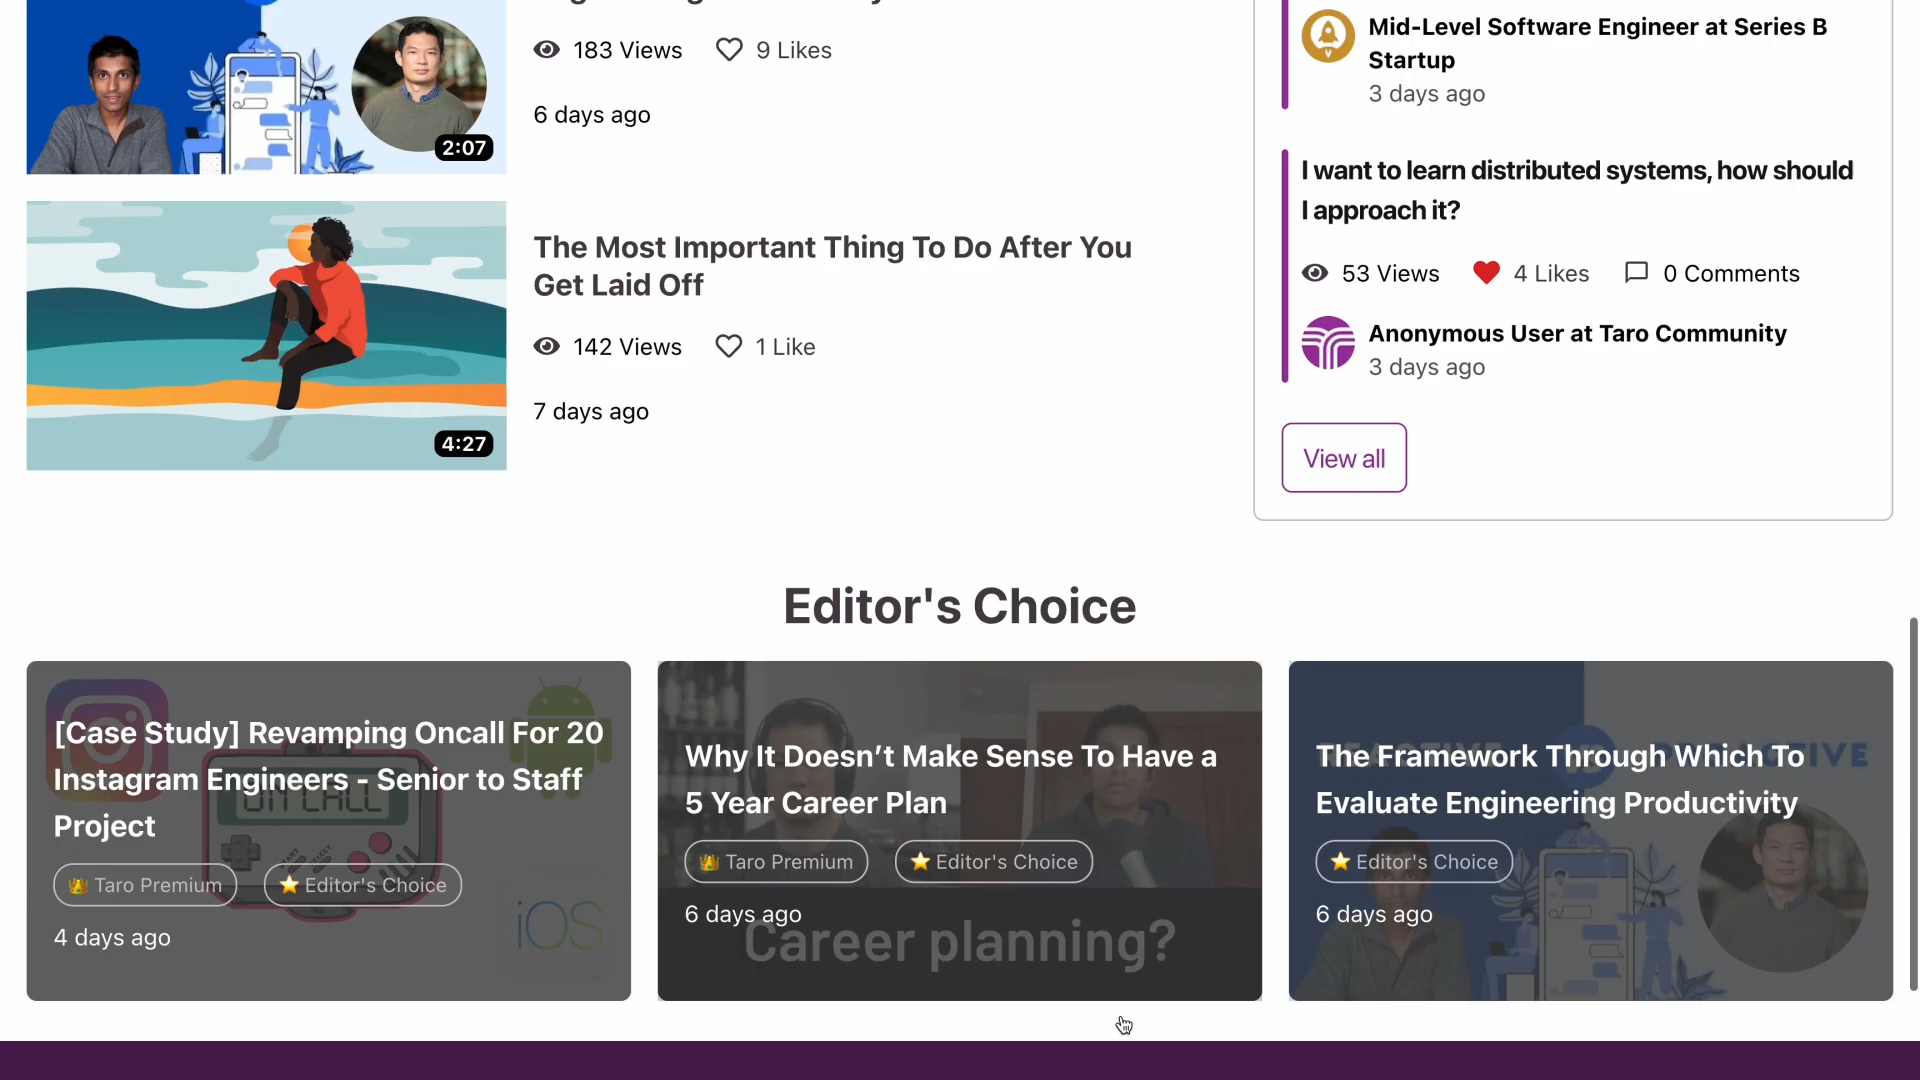 183 Views
9 Likes
6 days ago
2:07
The Most Important Thing To Do After You
Get Laid Off
142 Views
1 Like
7 days ago
4:27
Mid-Level Software Engineer at Series B
Startup
3 days ago
I want to learn distributed systems, how should
I approach it?
53 Views
4 Likes
0 Comments
Anonymous User at Taro Community
3 days ago
View all
Editor's Choice
[Case Study] Revamping Oncall For 20
Instagram Engineers - Senior to Staff
Project
ON CALL
Taro Premium
Editor's Choice
4 days ago
iOS
Why It Doesn’t Make Sense To Have a
5 Year Career Plan
Taro Premium
Editor's Choice
6 days ago
Career planning?
The Framework Through Which To
Evaluate Engineering Productivity
Editor's Choice
6 days ago